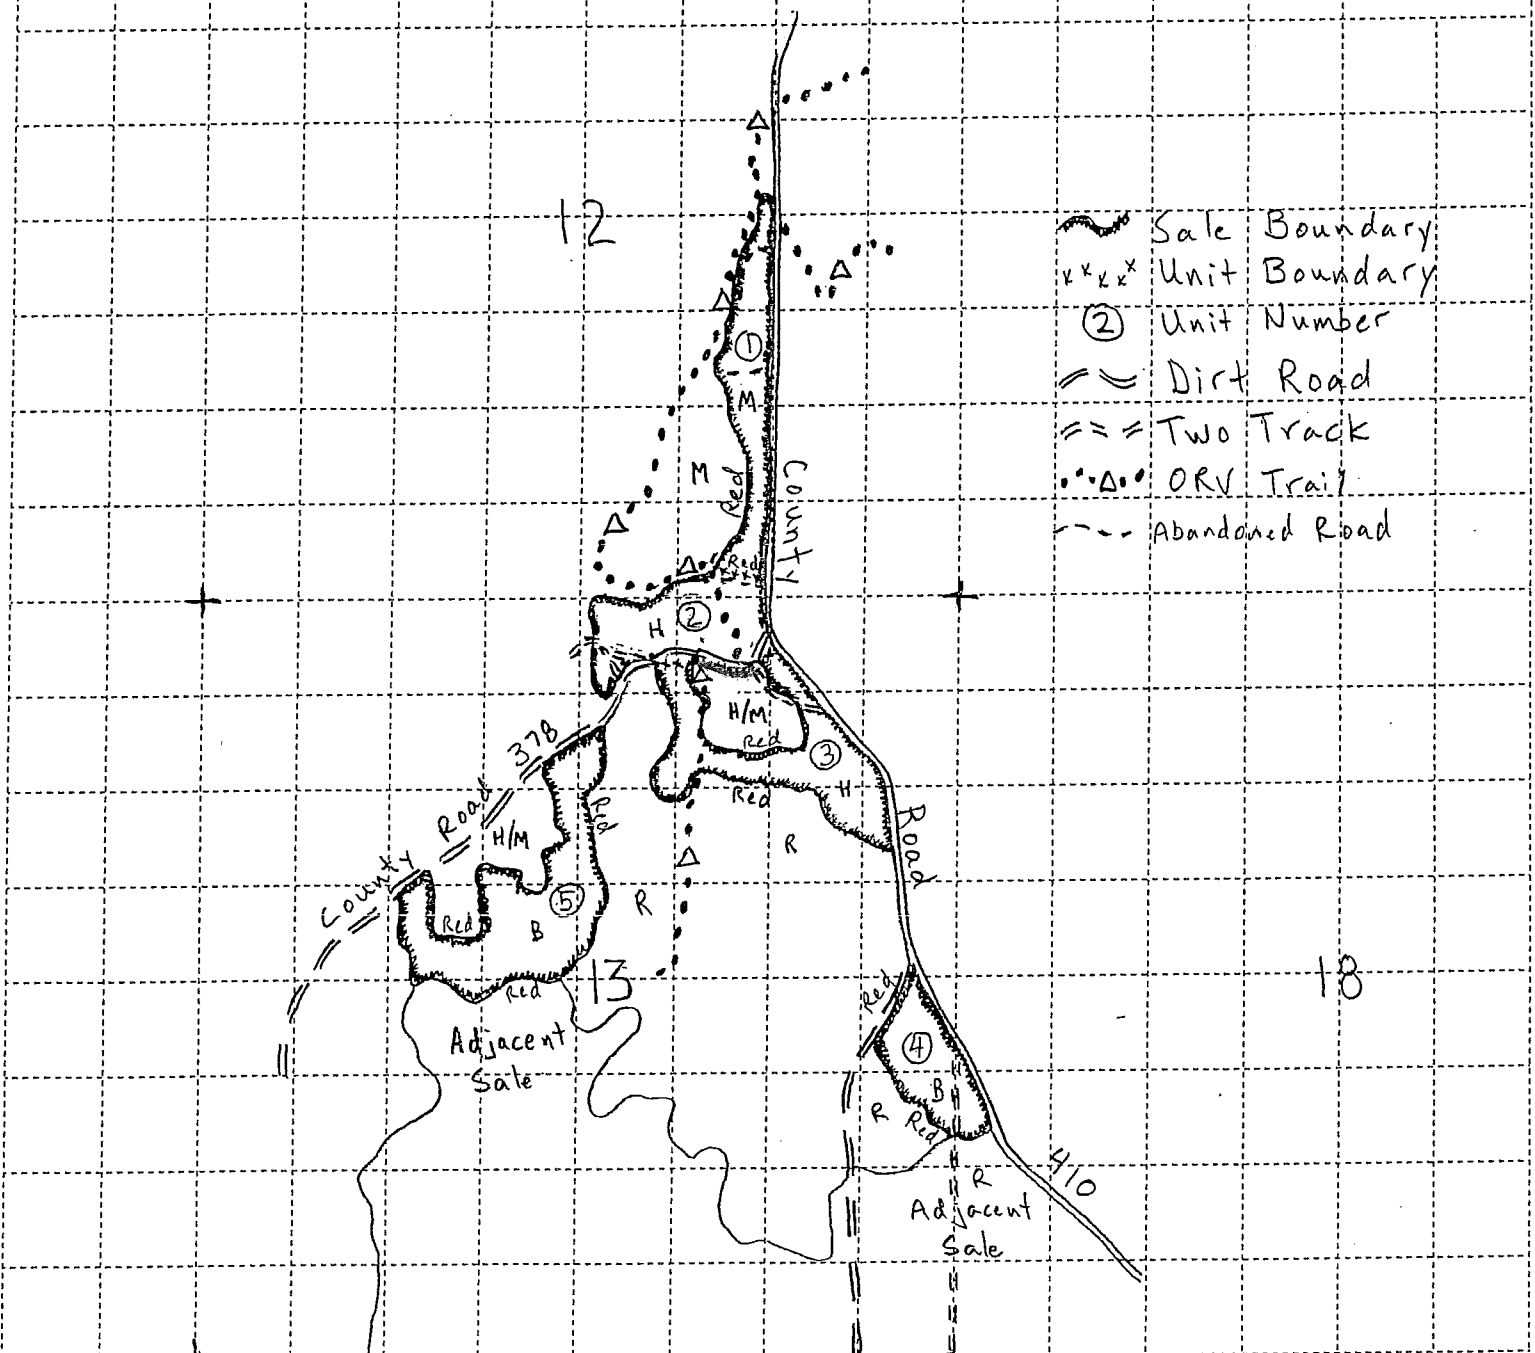 12
Sale Boundary
Unit Boundary
2 Unit Number
Dirt Road
Two Track
ORV Trail
Abandoned Road
1
M
M
Red
County
Red
2
H
H/M
Red
3
H
Red
R
Road
County Road 378
H/M
Red
5
Red
B
R
13
Red
Adjacent
Sale
18
Red
4
B
R
Red
H
410
R
Adjacent
Sale